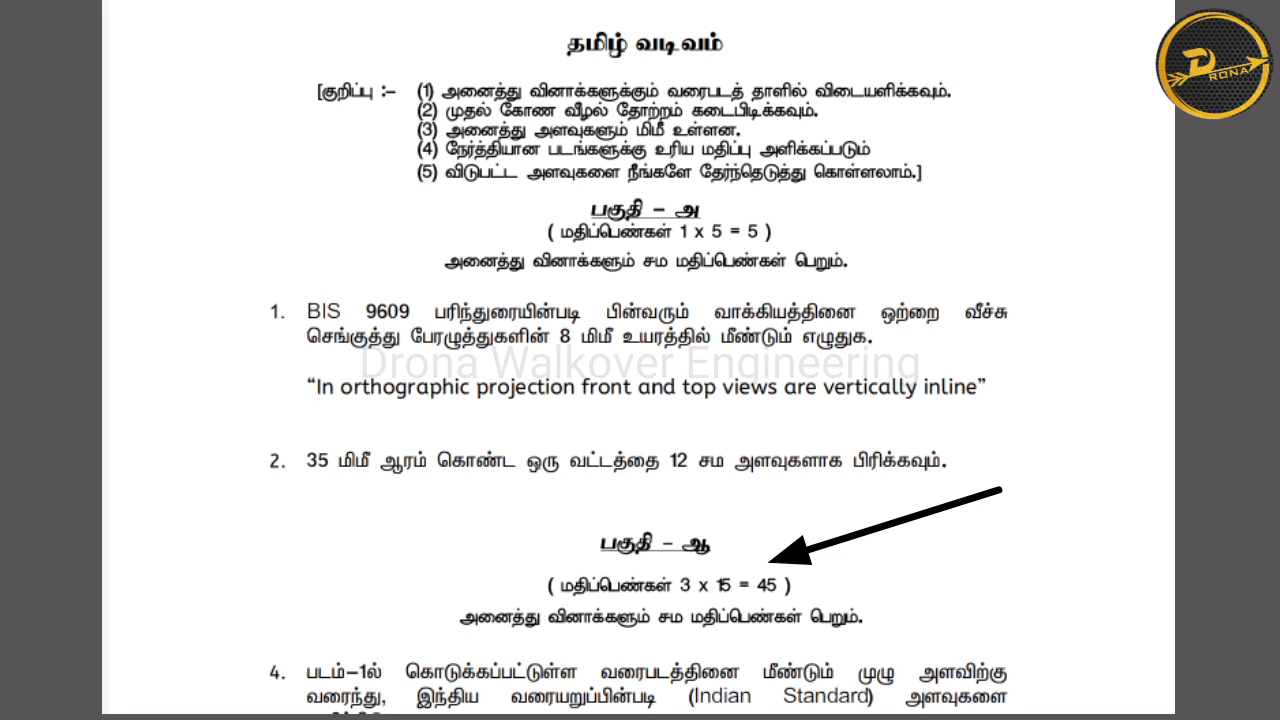 தமிழ் வடிவம்
DRONA
[குறிப்பு :– (1) அனைத்து வினாக்களுக்கும் வரைபடத் தாளில் விடையளிக்கவும்.
(2) முதல் கோண வீழல் தோற்றம் கடைபிடிக்கவும்.
(3) அனைத்து அளவுகளும் மிமீ உள்ளன.
(4) நேர்த்தியான படங்களுக்கு உரிய மதிப்பு அளிக்கப்படும்
(5) விடுபட்ட அளவுகளை நீங்களே தேர்ந்தெடுத்து கொள்ளலாம்.]
பகுதி – அ
( மதிப்பெண்கள் 1 x 5 = 5 )
அனைத்து வினாக்களும் சம மதிப்பெண்கள் பெறும்.
1. BIS 9609 பரிந்துரையின்படி பின்வரும் வாக்கியத்தினை ஒற்றை வீச்சு
செங்குத்து பேரழுத்துகளின் 8 மிமீ உயரத்தில் மீண்டும் எழுதுக.
Drona Walkover Engineering
“In orthographic projection front and top views are vertically inline”
2. 35 மிமீ ஆரம் கொண்ட ஒரு வட்டத்தை 12 சம அளவுகளாக பிரிக்கவும்.
பகுதி – ஆ
( மதிப்பெண்கள் 3 x 15 = 45 )
அனைத்து வினாக்களும் சம மதிப்பெண்கள் பெறும்.
4. படம்–1ல் கொடுக்கப்பட்டுள்ள வரைபடத்தினை மீண்டும் முழு அளவிற்கு
வரைந்து, இந்திய வரையறுப்பின்படி (Indian Standard) அளவுகளை